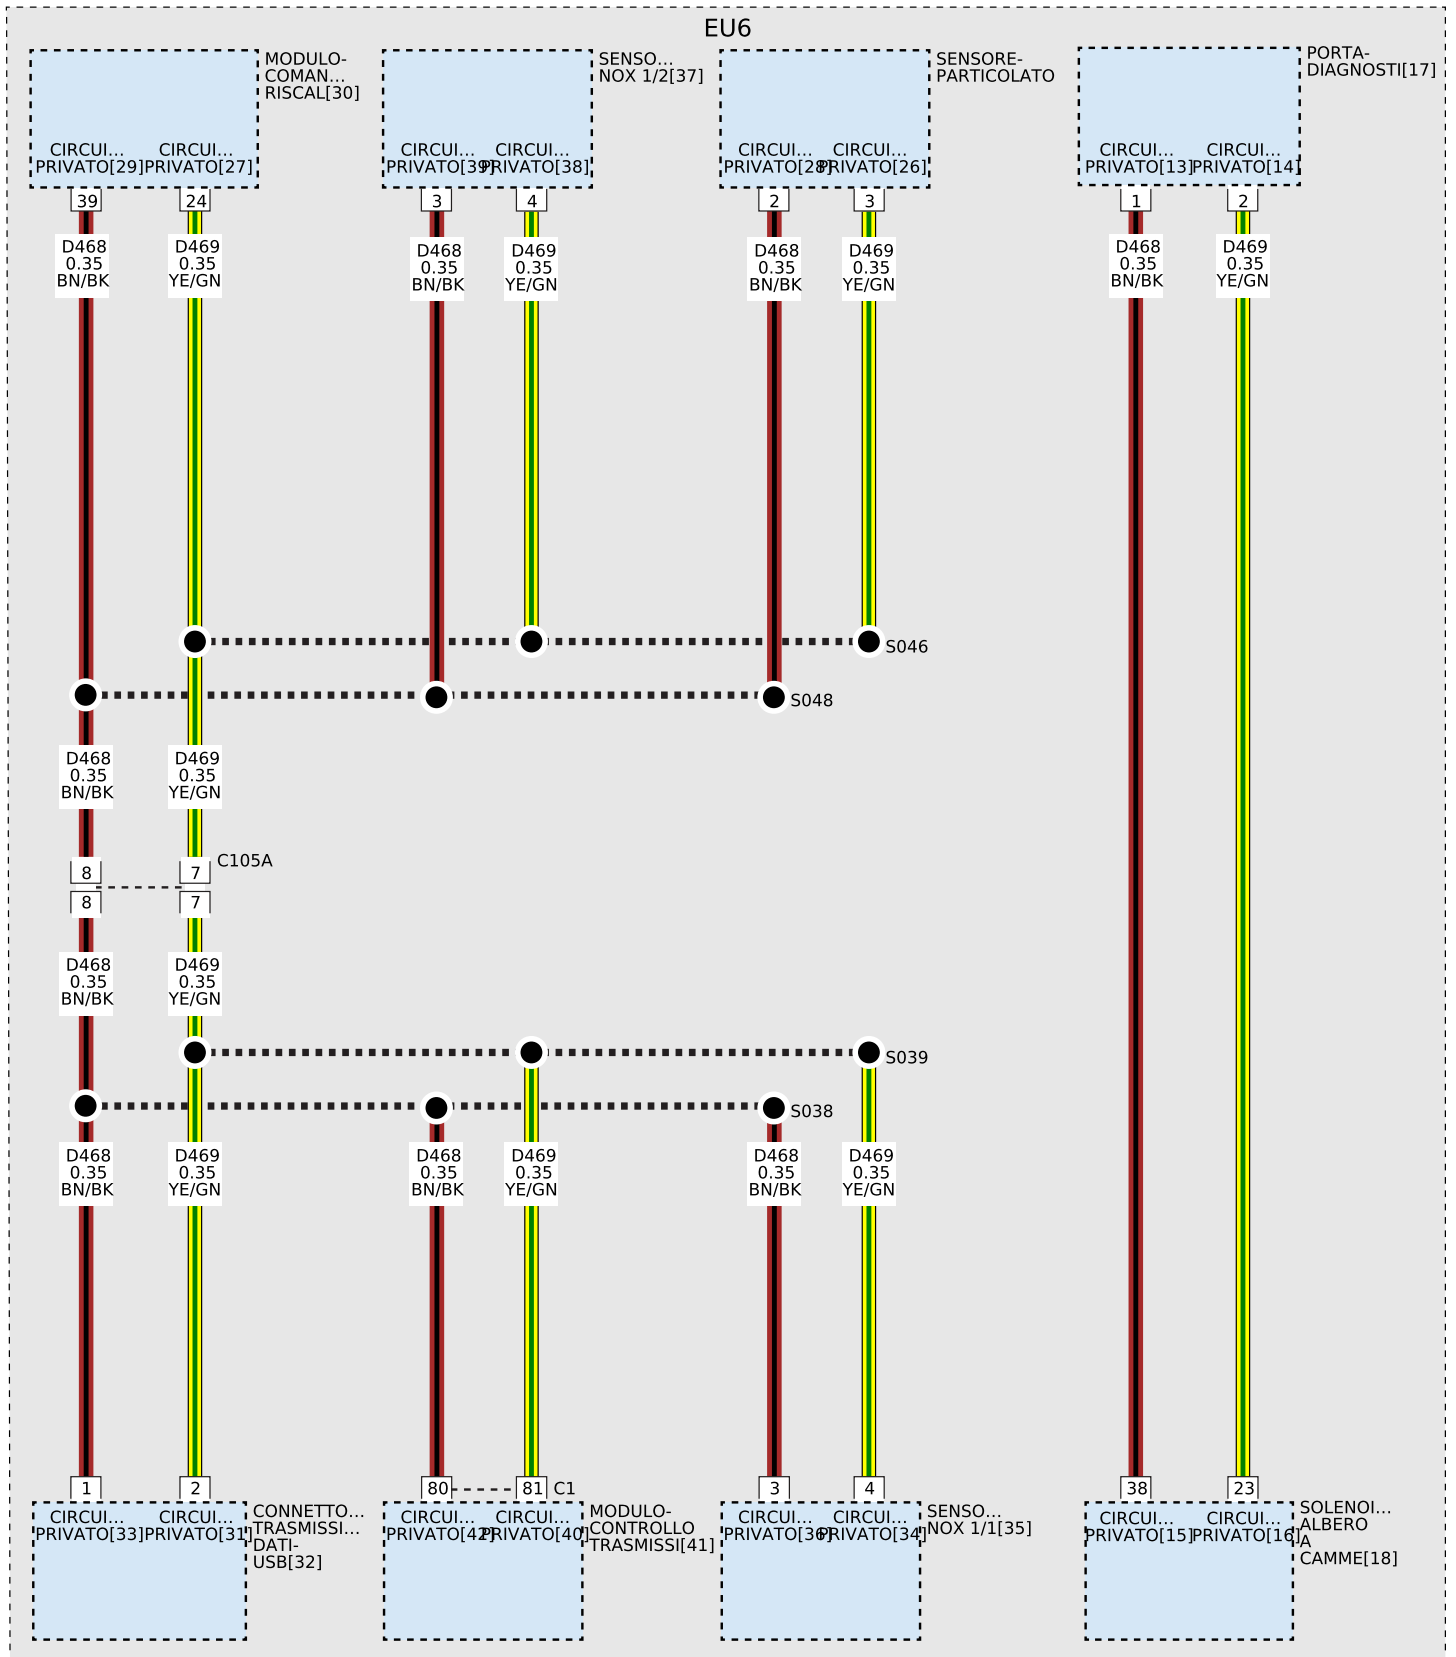 EU6
MODULO-
COMAN...
RISCAL[30]
SENSO...
NOX 1/2[37]
SENSORE-
PARTICOLATO
PORTA-
DIAGNOSTI[17]
CIRCUI...
PRIVATO[29]
CIRCUI...
PRIVATO[27]
CIRCUI...
PRIVATO[39]
CIRCUI...
PRIVATO[38]
CIRCUI...
PRIVATO[28]
CIRCUI...
PRIVATO[26]
CIRCUI...
PRIVATO[13]
CIRCUI...
PRIVATO[14]
39
24
3
4
2
3
1
2
D468
0.35
BN/BK
D469
0.35
YE/GN
D468
0.35
BN/BK
D469
0.35
YE/GN
D468
0.35
BN/BK
D469
0.35
YE/GN
D468
0.35
BN/BK
D469
0.35
YE/GN
S046
S048
D468
0.35
BN/BK
D469
0.35
YE/GN
8
7
C105A
8
7
D468
0.35
BN/BK
D469
0.35
YE/GN
S039
S038
D468
0.35
BN/BK
D469
0.35
YE/GN
D468
0.35
BN/BK
D469
0.35
YE/GN
D468
0.35
BN/BK
D469
0.35
YE/GN
1
2
80
81
C1
3
4
38
23
CIRCUI...
PRIVATO[33]
CIRCUI...
PRIVATO[31]
CONNETTO...
TRASMISSI...
DATI-
USB[32]
CIRCUI...
PRIVATO[42]
CIRCUI...
PRIVATO[40]
MODULO-
CONTROLLO
TRASMISSI[41]
CIRCUI...
PRIVATO[36]
CIRCUI...
PRIVATO[34]
SENSO...
NOX 1/1[35]
CIRCUI...
PRIVATO[15]
CIRCUI...
PRIVATO[16]
SOLENOI...
ALBERO
A
CAMME[18]